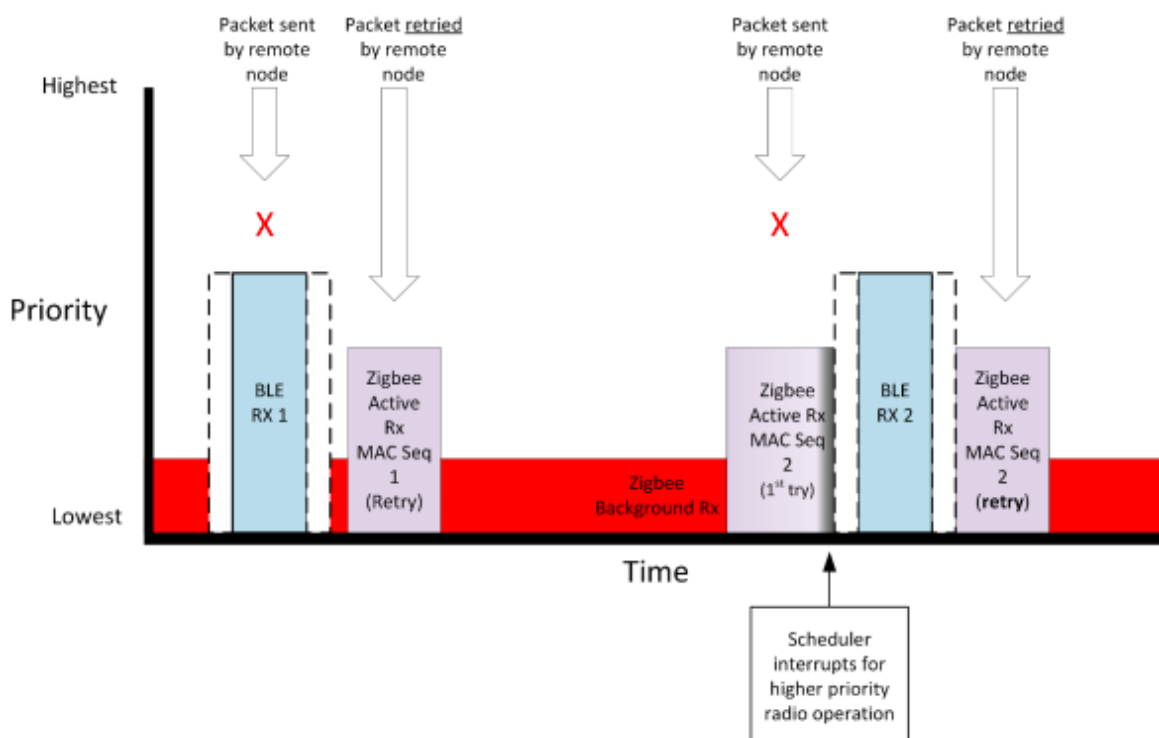 Packet sent
by remote
node
Packet retried
by remote
node
Packet sent
by remote
node
Packet retried
by remote
node
Highest
X
X
Priority
BLE
RX 1
Zigbee
Active
Rx
MAC Seq
1
(Retry)
Zigbee
Background Rx
Zigbee
Active Rx
MAC Seq
2
(1st try)
BLE
RX 2
Zigbee
Active
Rx
MAC Seq
2
(retry)
Lowest
Time
Scheduler
interrupts for
higher priority
radio operation